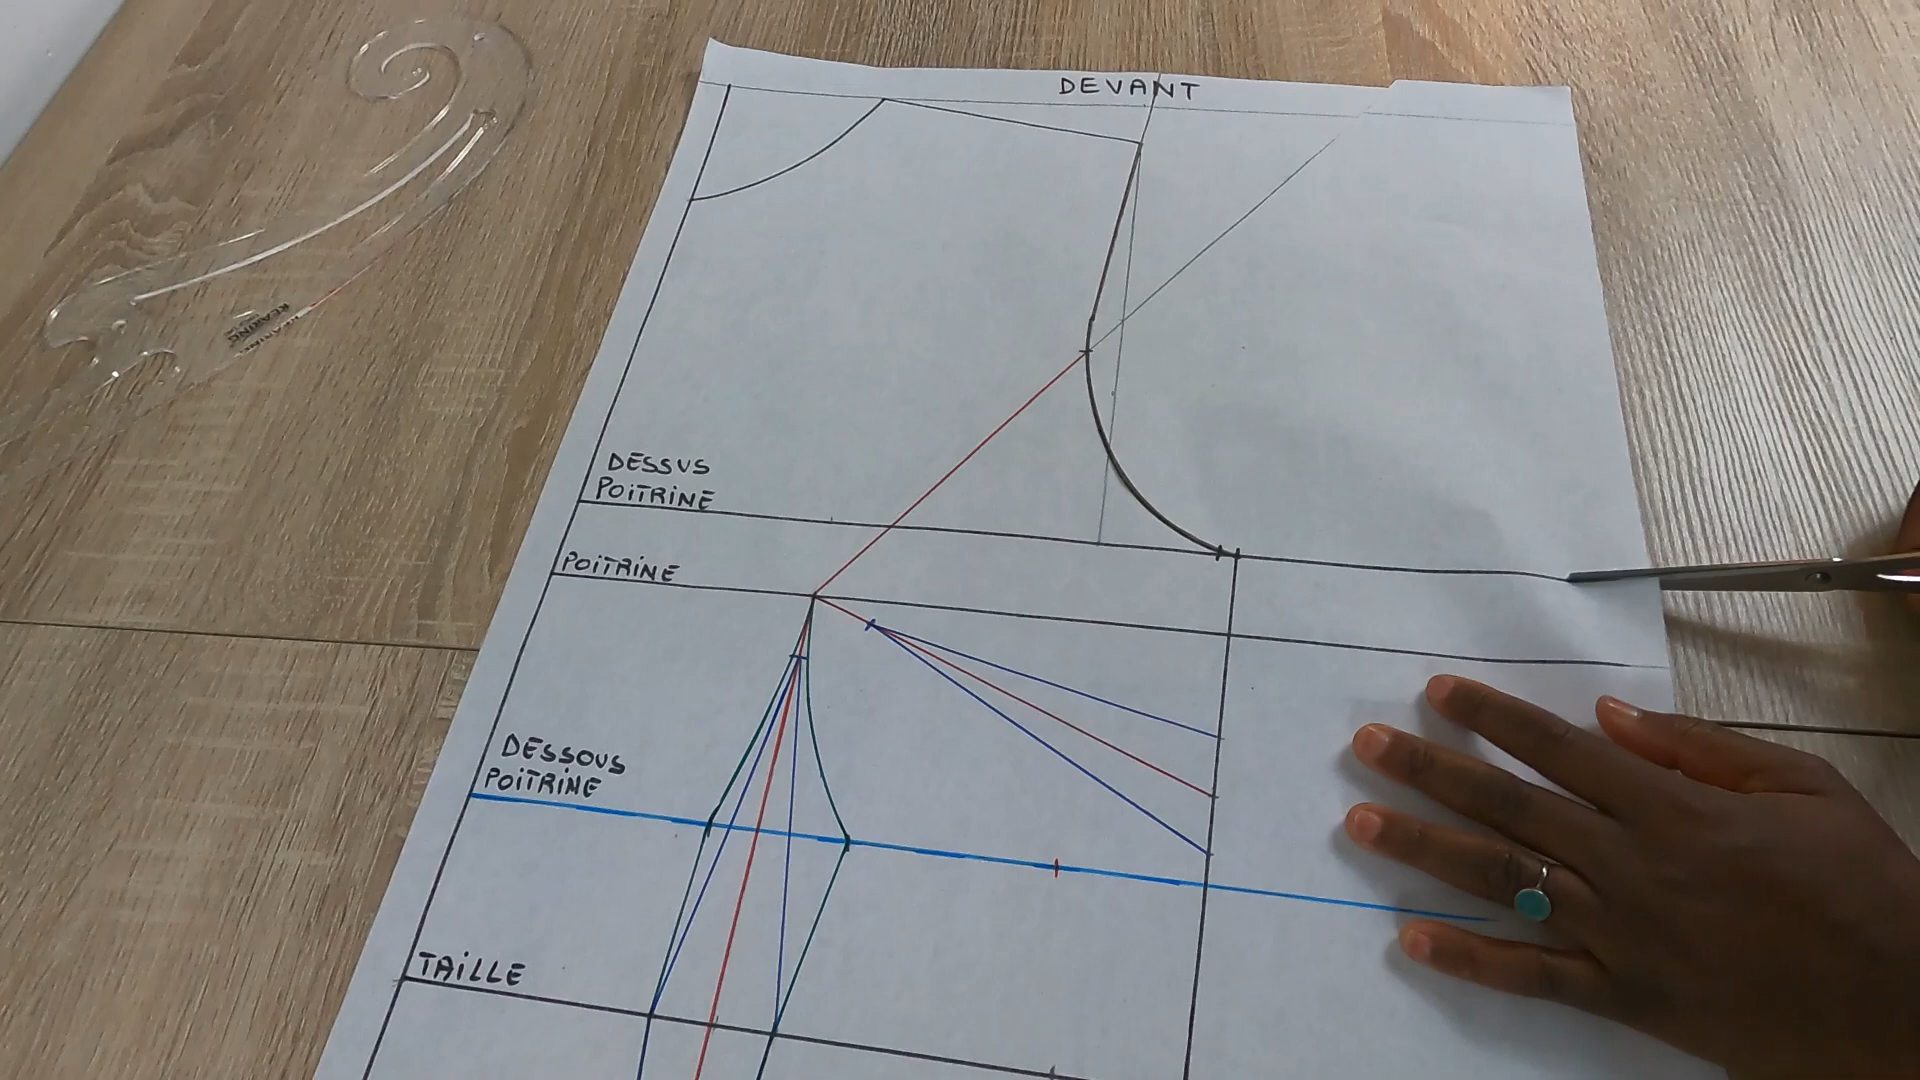 DEVANT
DESSUS
POiTRiNE
POiTRiNE
DESSOUS
POiTRiNE
TAiLLE